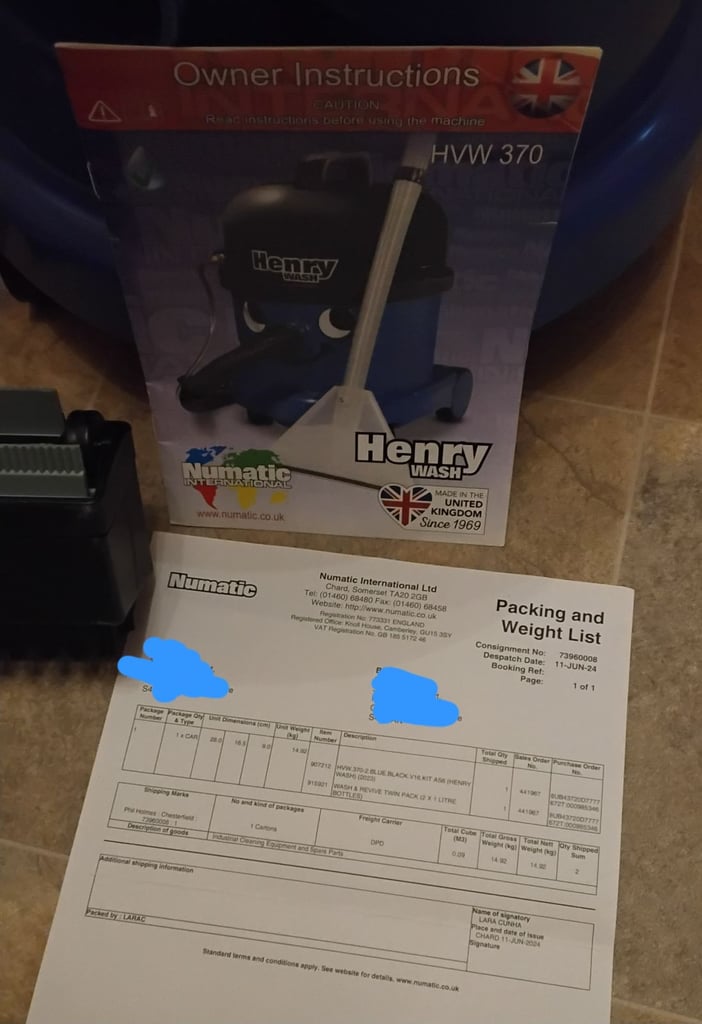 Owner Instructions
CAUTION
Read instructions before using the machine
HVW 370
Henry
WASH
Henry
WASH
Numatic
INTERNATIONAL
www.numatic.co.uk
MADE IN THE
UNITED
KINGDOM
Since 1969
Numatic
Numatic International Ltd
Chard, Somerset TA20 2GB
Tel: (01460) 68480 Fax: (01460) 68458
Website: http://www.numatic.co.uk
Registration No: 773331 ENGLAND
Registered Office: Knoll House, Camberley, GU15 3SY
VAT Registration No. GB 185 5172 46
Packing and
Weight List
Consignment No: 73960008
Despatch Date: 11-JUN-24
Booking Ref:
Page: 1 of 1
Package Number
Package Qty & Type
Unit Dimensions (cm)
Unit Weight (kg)
Item Number
Description
Total Qty Shipped
Sales Order No.
Purchase Order No.
1
1 x CAR
14.92
907212
HVW.370-2.BLUE.BLACK.V16.KIT A56 (HENRY WASH) (2023)
1
441967
915921
WASH & REVIVE TWIN PACK (2 X 1 LITRE BOTTLES)
1
441967
Shipping Marks
No and kind of packages
Freight Carrier
Total Cube (M3)
Total Gross Weight (kg)
Total Nett Weight (kg)
Qty Shipped Sum
Phil Holmes : Chesterfield : 73960008 : 1
1 Cartons
DPD
0.09
14.92
14.92
2
Description of goods
Industrial Cleaning Equipment and Spare Parts
Additional shipping information
Name of signatory
LARA CUNHA
Place and date of issue
CHARD 11-JUN-2024
Signature
Packed by : LARAC
Standard terms and conditions apply. See website for details. www.numatic.co.uk